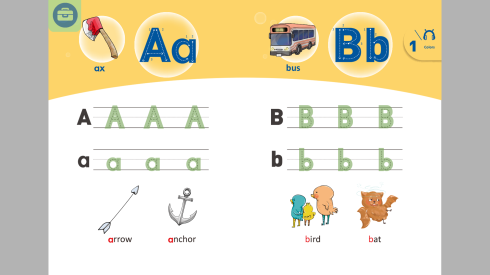 Aa
Bb
ax
bus
1
Colors
A A A A
B B B B
a a a a
b b b b
arrow
anchor
bird
bat